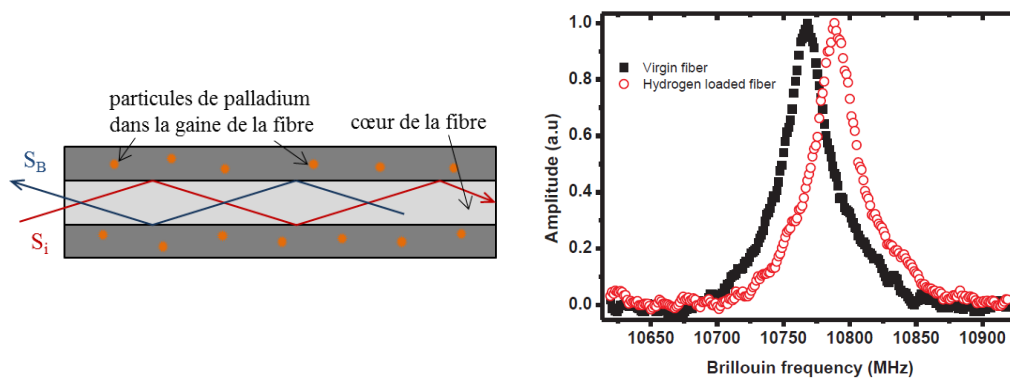 particules de palladium
dans la gaine de la fibre
cœur de la fibre
S_B
S_i
Virgin fiber
Hydrogen loaded fiber
Amplitude (a.u)
1.0
0.8
0.6
0.4
0.2
0.0
10650 10700 10750 10800 10850 10900
Brillouin frequency (MHz)